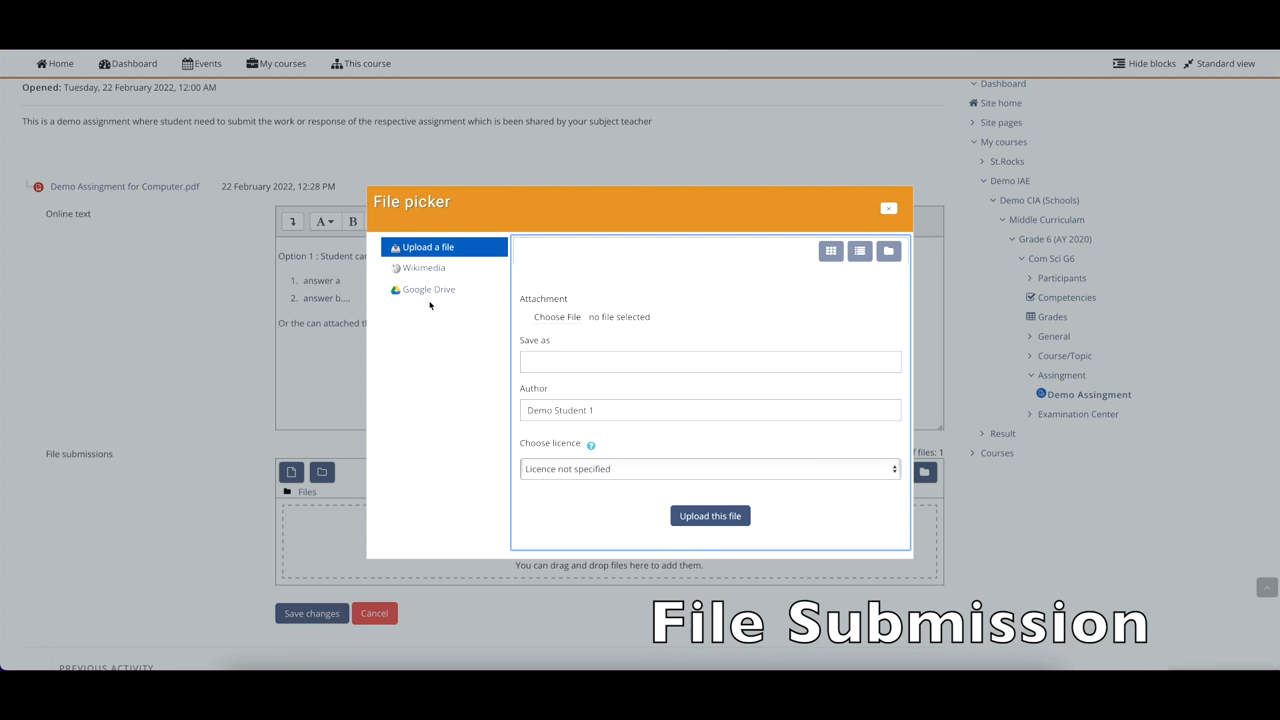 Home Dashboard Events My courses This course Hide blocks Standard view
Opened: Tuesday, 22 February 2022, 12:00 AM
This is a demo assignment where student need to submit the work or response of the respective assignment which is been shared by your subject teacher
Demo Assingment for Computer.pdf 22 February 2022, 12:28 PM
Online text
A B
Option 1 : Student can
1. answer a
2. answer b....
Or the can attached t
File submissions
of files: 1
Files
You can drag and drop files here to add them.
Save changes Cancel
PREVIOUS ACTIVITY
File picker
×
Upload a file
Wikimedia
Google Drive
Attachment
Choose File no file selected
Save as
Author
Demo Student 1
Choose licence ?
Licence not specified
Upload this file
Dashboard
Site home
Site pages
My courses
St.Rocks
Demo IAE
Demo CIA (Schools)
Middle Curriculum
Grade 6 (AY 2020)
Com Sci G6
Participants
Competencies
Grades
General
Course/Topic
Assingment
Demo Assingment
Examination Center
Result
Courses
File Submission